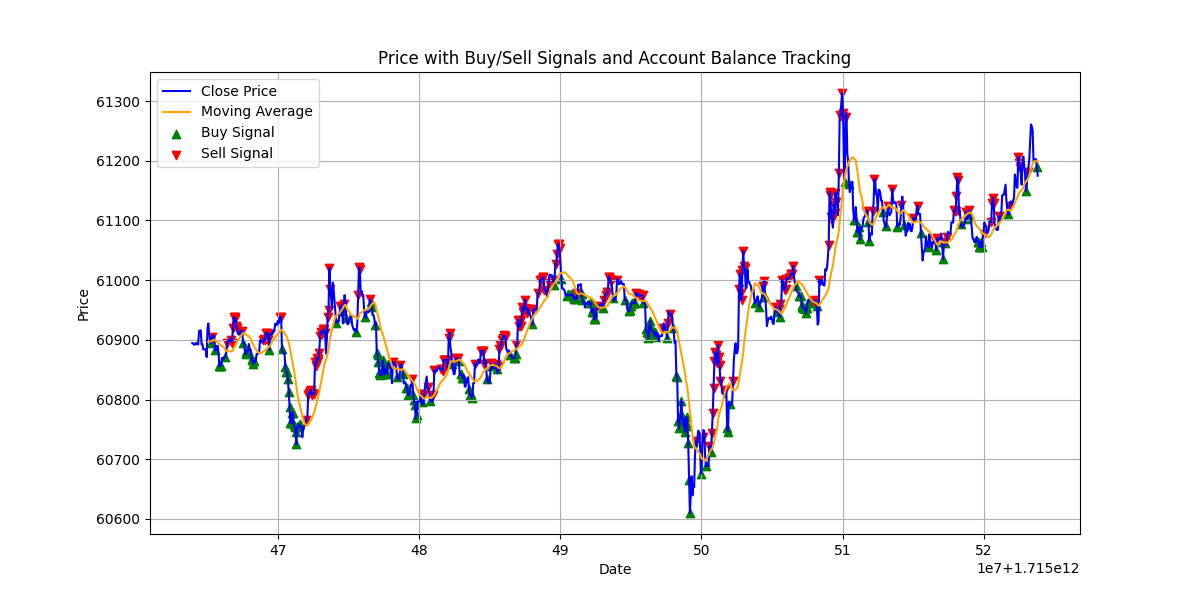 Price with Buy/Sell Signals and Account Balance Tracking
Close Price
Moving Average
Buy Signal
Sell Signal
61300
61200
61100
61000
60900
60800
60700
60600
Price
47 48 49 50 51 52
Date
1e7+1.715e12